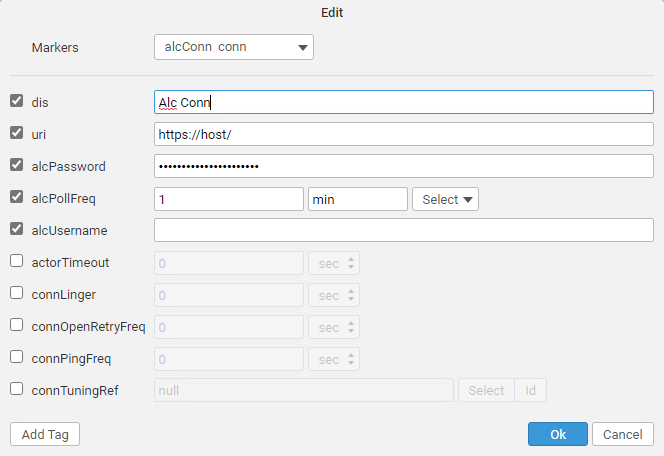 Edit
Markers alcConn conn
dis Alc Conn
uri https://host/
alcPassword ••••••••••••••••••••••
alcPollFreq 1 min Select
alcUsername
actorTimeout 0 sec
connLinger 0 sec
connOpenRetryFreq 0 sec
connPingFreq 0 sec
connTuningRef null Select Id
Add Tag Ok Cancel